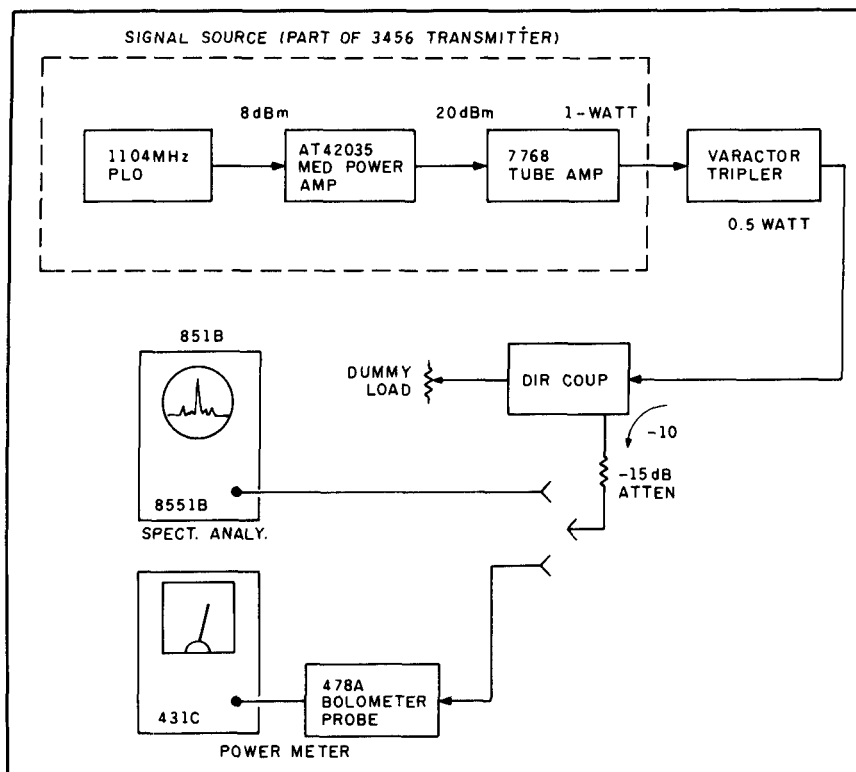 SIGNAL SOURCE (PART OF 3456 TRANSMITTER)
8dBm
20dBm
1-WATT
1104MHz
PLO
AT42035
MED POWER
AMP
7768
TUBE AMP
VARACTOR
TRIPLER
0.5 WATT
851B
8551B
SPECT. ANALY.
DUMMY
LOAD
DIR COUP
-10
-15dB
ATTEN
431C
478A
BOLOMETER
PROBE
POWER METER